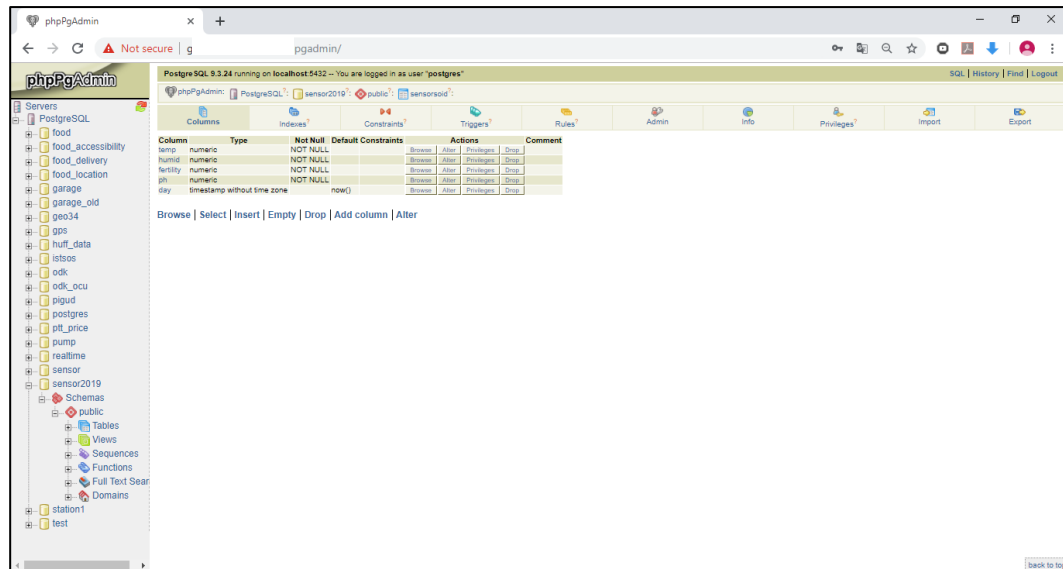 phpPgAdmin
Not secure | g pgadmin/
phpPgAdmin
Servers
PostgreSQL
food
food_accessibility
food_delivery
food_location
garage
garage_old
geo34
gps
huff_data
istsos
odk
odk_ocu
pigud
postgres
ptt_price
pump
realtime
sensor
sensor2019
Schemas
public
Tables
Views
Sequences
Functions
Full Text Sear
Domains
station1
test
PostgreSQL 9.3.24 running on localhost:5432 -- You are logged in as user "postgres"
SQL | History | Find | Logout
phpPgAdmin: PostgreSQL?: sensor2019?: public?: sensorsoid?:
Columns Indexes? Constraints? Triggers? Rules? Admin Info Privileges? Import Export
Column Type Not Null Default Constraints Actions Comment
temp numeric NOT NULL Browse Alter Privileges Drop
humid numeric NOT NULL Browse Alter Privileges Drop
fertility numeric NOT NULL Browse Alter Privileges Drop
ph numeric NOT NULL Browse Alter Privileges Drop
day timestamp without time zone now() Browse Alter Privileges Drop
Browse | Select | Insert | Empty | Drop | Add column | Alter
back to to